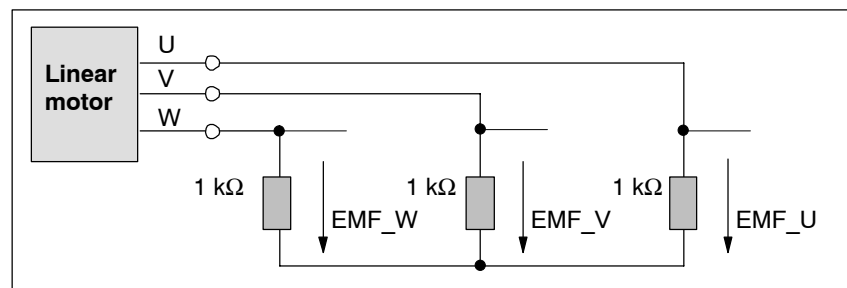 Linear
motor
U
V
W
1 kΩ
EMF_W
1 kΩ
EMF_V
1 kΩ
EMF_U